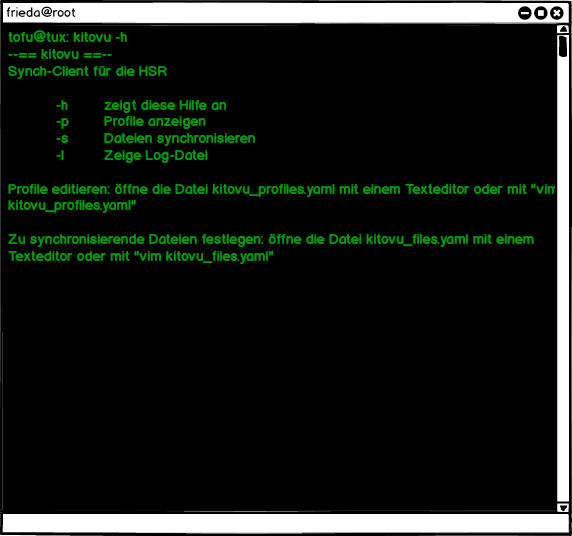 frieda@root
tofu@tux: kitovu -h
--== kitovu ==--
Synch-Client für die HSR
-h zeigt diese Hilfe an
-p Profile anzeigen
-s Dateien synchronisieren
-l Zeige Log-Datei
Profile editieren: öffne die Datei kitovu_profiles.yaml mit einem Texteditor oder mit "vim
kitovu_profiles.yaml"
Zu synchronisierende Dateien festlegen: öffne die Datei kitovu_files.yaml mit einem
Texteditor oder mit "vim kitovu_files.yaml"